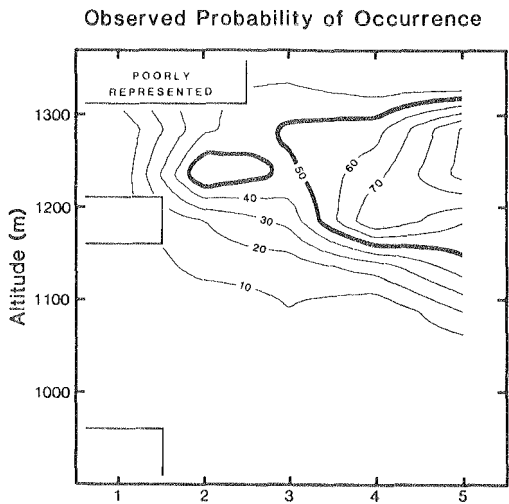 Observed Probability of Occurrence
POORLY
REPRESENTED
1300
60
50
70
1200
40
30
20
10
1100
1000
Altitude (m)
1 2 3 4 5